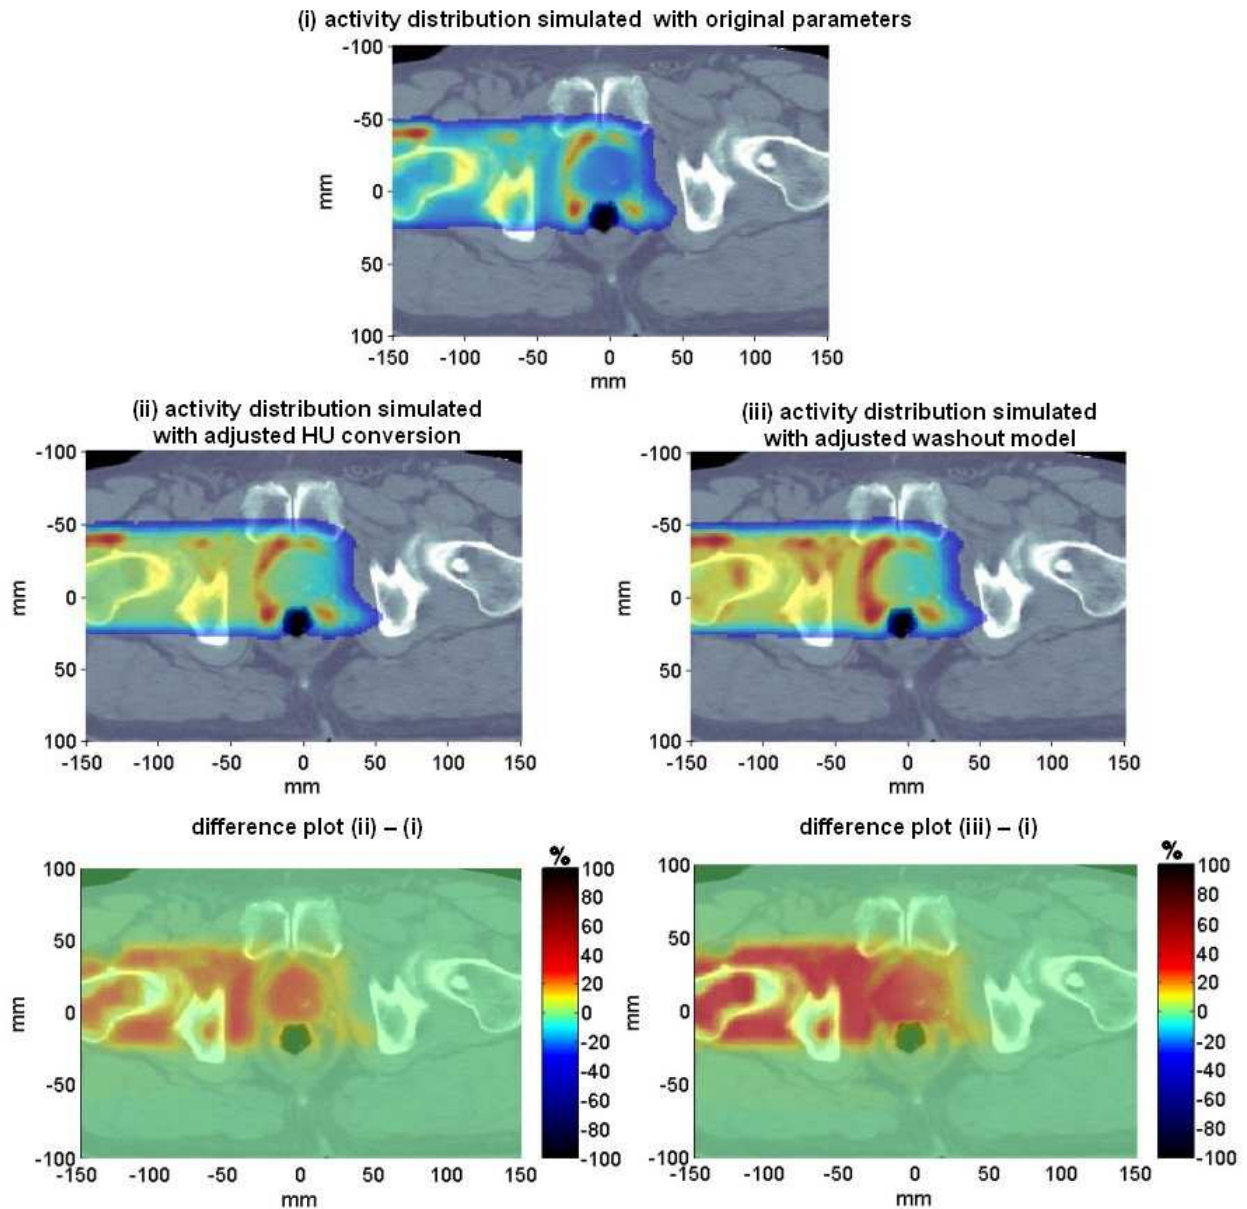 (i) activity distribution simulated with original parameters
-100
-50
0
50
100
mm
-150 -100 -50 0 50 100 150
mm
(ii) activity distribution simulated
with adjusted HU conversion
-100
-50
0
50
100
mm
-150 -100 -50 0 50 100 150
mm
(iii) activity distribution simulated
with adjusted washout model
-100
-50
0
50
100
mm
-150 -100 -50 0 50 100 150
mm
difference plot (ii) – (i)
100
50
0
-50
-100
mm
-150 -100 -50 0 50 100 150
mm
%
100
80
60
40
20
0
-20
-40
-60
-80
-100
difference plot (iii) – (i)
100
50
0
-50
-100
mm
-150 -100 -50 0 50 100 150
mm
%
100
80
60
40
20
0
-20
-40
-60
-80
-100